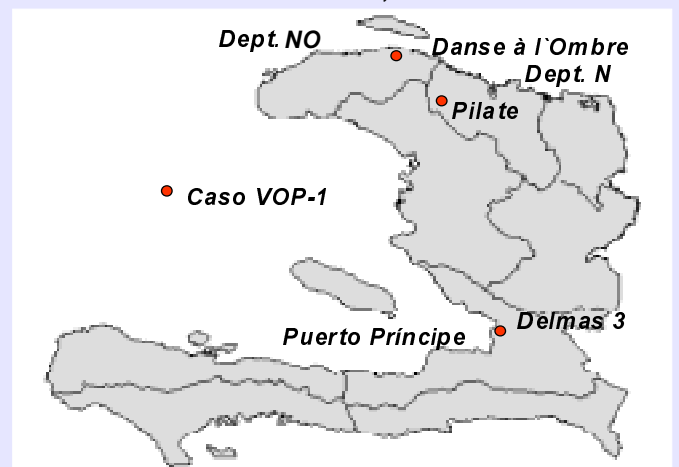 Dept. NO
Danse à l`Ombre
Dept. N
Pilate
Caso VOP-1
Delmas 3
Puerto Príncipe